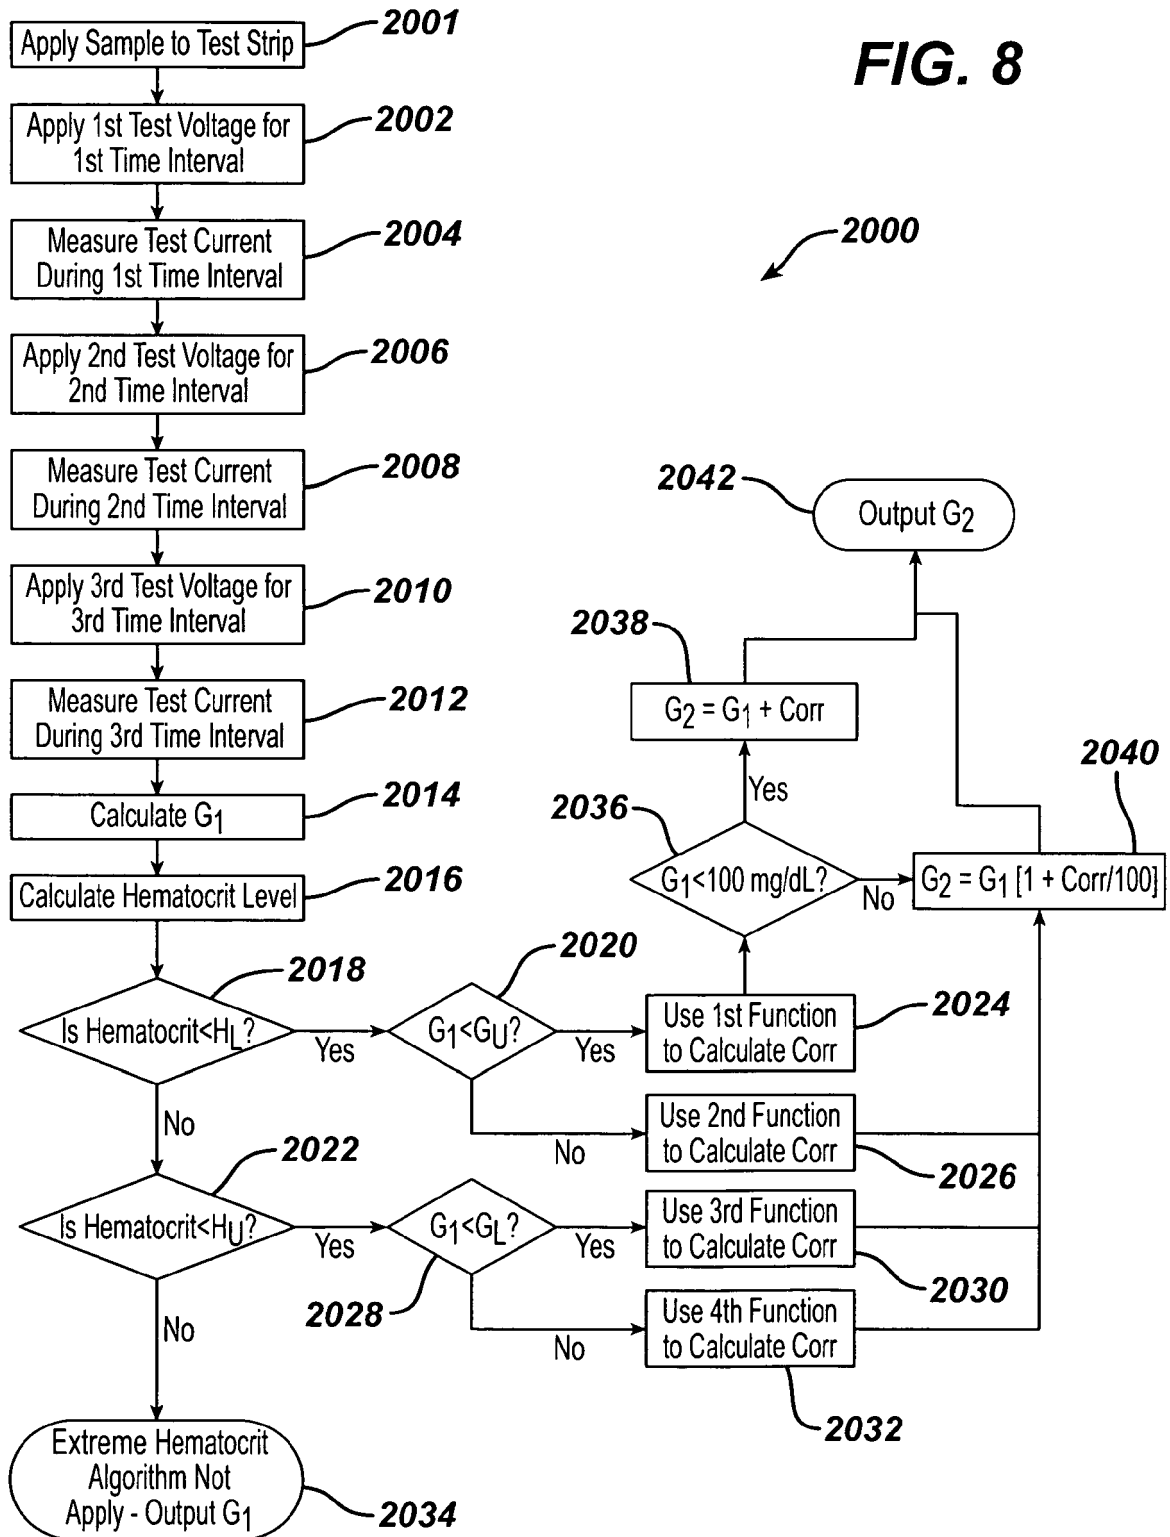 FIG. 8
2000
Apply Sample to Test Strip
2001
Apply 1st Test Voltage for
1st Time Interval
2002
Measure Test Current
During 1st Time Interval
2004
Apply 2nd Test Voltage for
2nd Time Interval
2006
Measure Test Current
During 2nd Time Interval
2008
Apply 3rd Test Voltage for
3rd Time Interval
2010
Measure Test Current
During 3rd Time Interval
2012
Calculate G1
2014
Calculate Hematocrit Level
2016
Is Hematocrit<HL?
2018
Yes
No
G1<GU?
2020
Yes
No
Use 1st Function
to Calculate Corr
2024
Use 2nd Function
to Calculate Corr
2026
Is Hematocrit<HU?
2022
Yes
No
G1<GL?
2028
Yes
No
Use 3rd Function
to Calculate Corr
2030
Use 4th Function
to Calculate Corr
2032
Extreme Hematocrit
Algorithm Not
Apply - Output G1
2034
G1<100 mg/dL?
2036
Yes
No
G2 = G1 + Corr
2038
G2 = G1 [1 + Corr/100]
2040
Output G2
2042